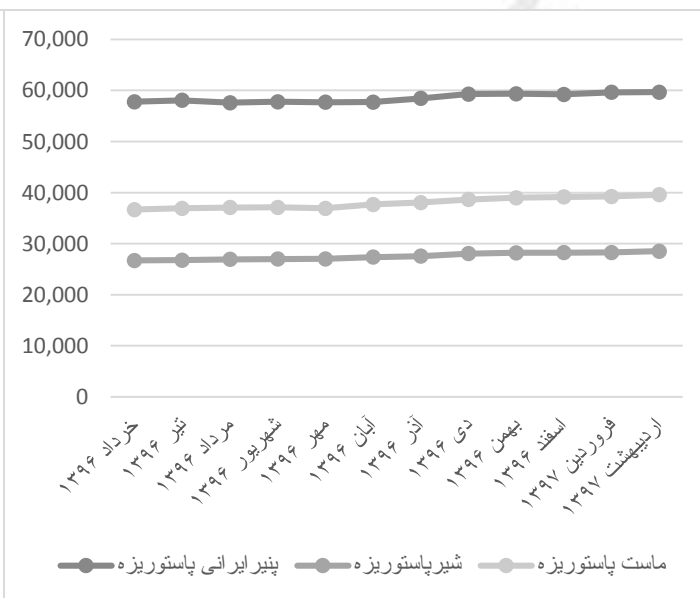 70,000
60,000
50,000
40,000
30,000
20,000
10,000
0
خرداد ۱۳۹۶
تیر ۱۳۹۶
مرداد ۱۳۹۶
شهریور ۱۳۹۶
مهر ۱۳۹۶
آبان ۱۳۹۶
آذر ۱۳۹۶
دی ۱۳۹۶
بهمن ۱۳۹۶
اسفند ۱۳۹۶
فروردین ۱۳۹۷
اردیبهشت ۱۳۹۷
پنیرایرانی پاستوریزه شیرپاستوریزه ماست پاستوریزه